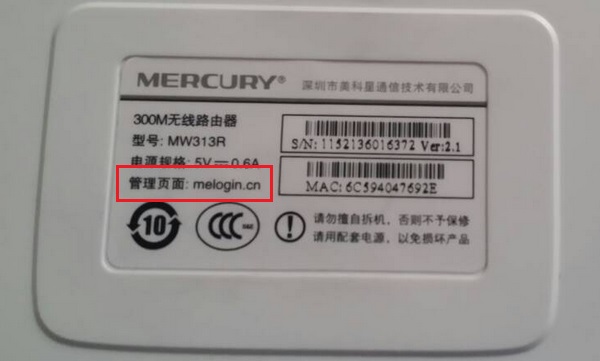 MERCURY® 深圳市美科星通信技术有限公司
300M无线路由器
型号: MW313R
电源规格: 5V⎓0.6A
管理页面: melogin.cn
S/N: 1152136016372 Ver:2.1
MAC: 6C594047692E
10
CCC
请勿擅自拆机，否则不予保修
请用配套电源，以免损坏产品